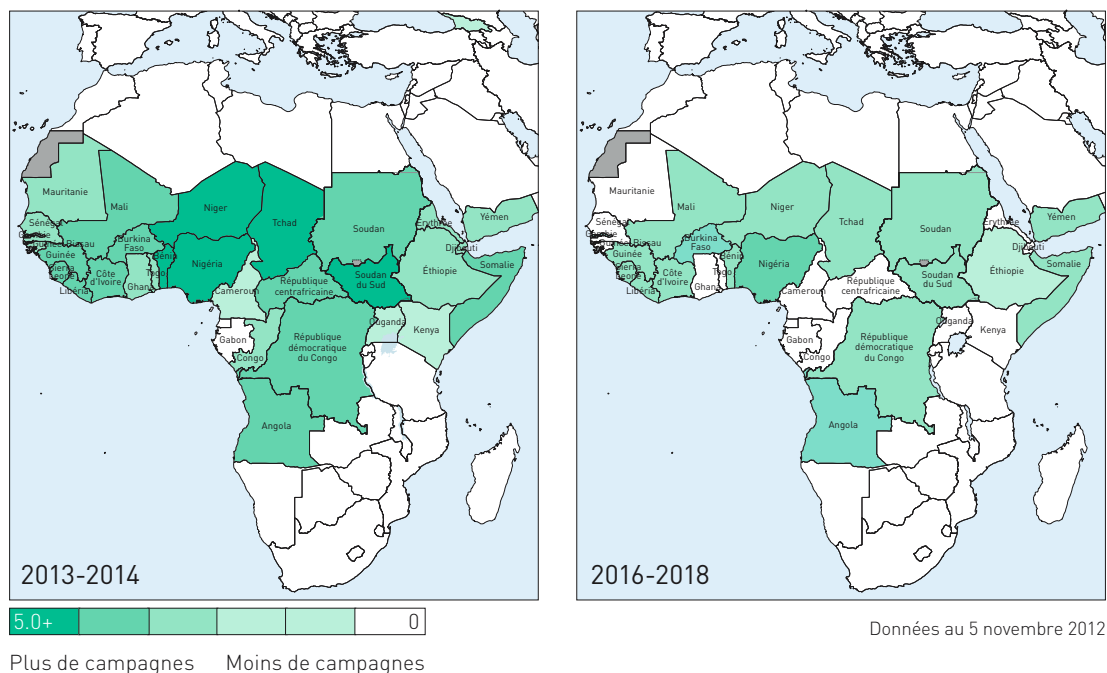 Mauritanie
Mali
Niger
Tchad
Soudan
Érythrée
Yémen
Sénégal
Gambie
Guinée-Bissau
Guinée
Burkina
Faso
Bénin
Nigéria
Djibouti
Somalie
Éthiopie
Sierra
Leone
Côte
d'Ivoire
Libéria
Ghana
Togo
Cameroun
République
centrafricaine
Soudan
du Sud
Ouganda
Kenya
Gabon
Congo
République
démocratique
du Congo
Angola
2013-2014
Mauritanie
Mali
Niger
Tchad
Soudan
Érythrée
Yémen
Sénégal
Gambie
Guinée-Bissau
Guinée
Burkina
Faso
Bénin
Nigéria
Djibouti
Somalie
Éthiopie
Sierra
Leone
Côte
d'Ivoire
Libéria
Ghana
Togo
Cameroun
République
centrafricaine
Soudan
du Sud
Ouganda
Kenya
Gabon
Congo
République
démocratique
du Congo
Angola
2016-2018
5.0+ 0
Plus de campagnes Moins de campagnes
Données au 5 novembre 2012